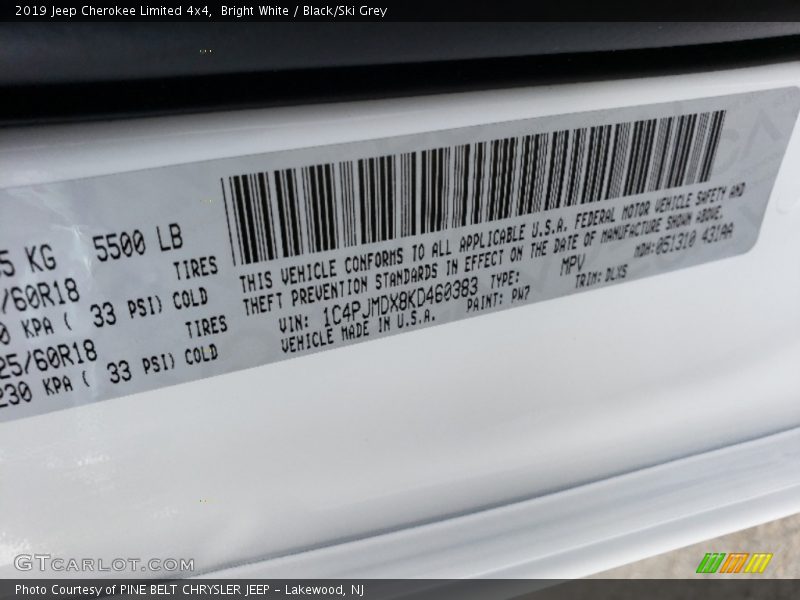 2019 Jeep Cherokee Limited 4x4,  Bright White / Black/Ski Grey
5 KG 5500 LB
/60R18 TIRES
0 KPA ( 33 PSI) COLD
25/60R18 TIRES
230 KPA ( 33 PSI) COLD
THIS VEHICLE CONFORMS TO ALL APPLICABLE U.S.A. FEDERAL MOTOR VEHICLE SAFETY AND
THEFT PREVENTION STANDARDS IN EFFECT ON THE DATE OF MANUFACTURE SHOWN ABOVE.
VIN: 1C4PJMDX8KD460383 TYPE: MPV MDH:051310 431AA
VEHICLE MADE IN U.S.A. PAINT: PW7 TRIM: DLXS
GTCARLOT.COM
Photo Courtesy of PINE BELT CHRYSLER JEEP - Lakewood, NJ